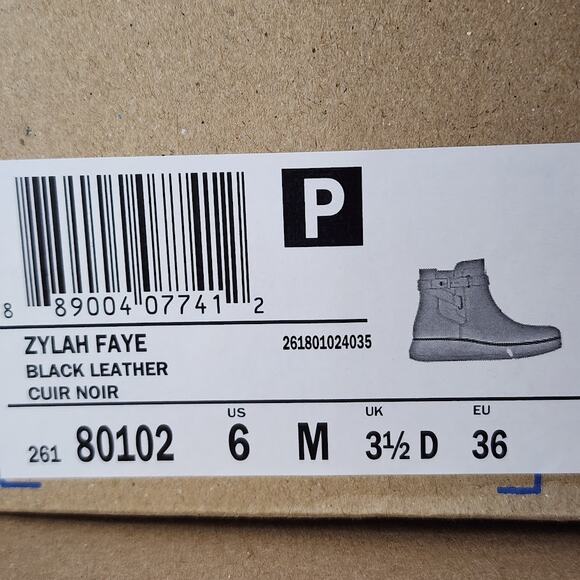 P
8 89004 07741 2
ZYLAH FAYE 261801024035
BLACK LEATHER
CUIR NOIR
US UK EU
261 80102 6 M 3½ D 36